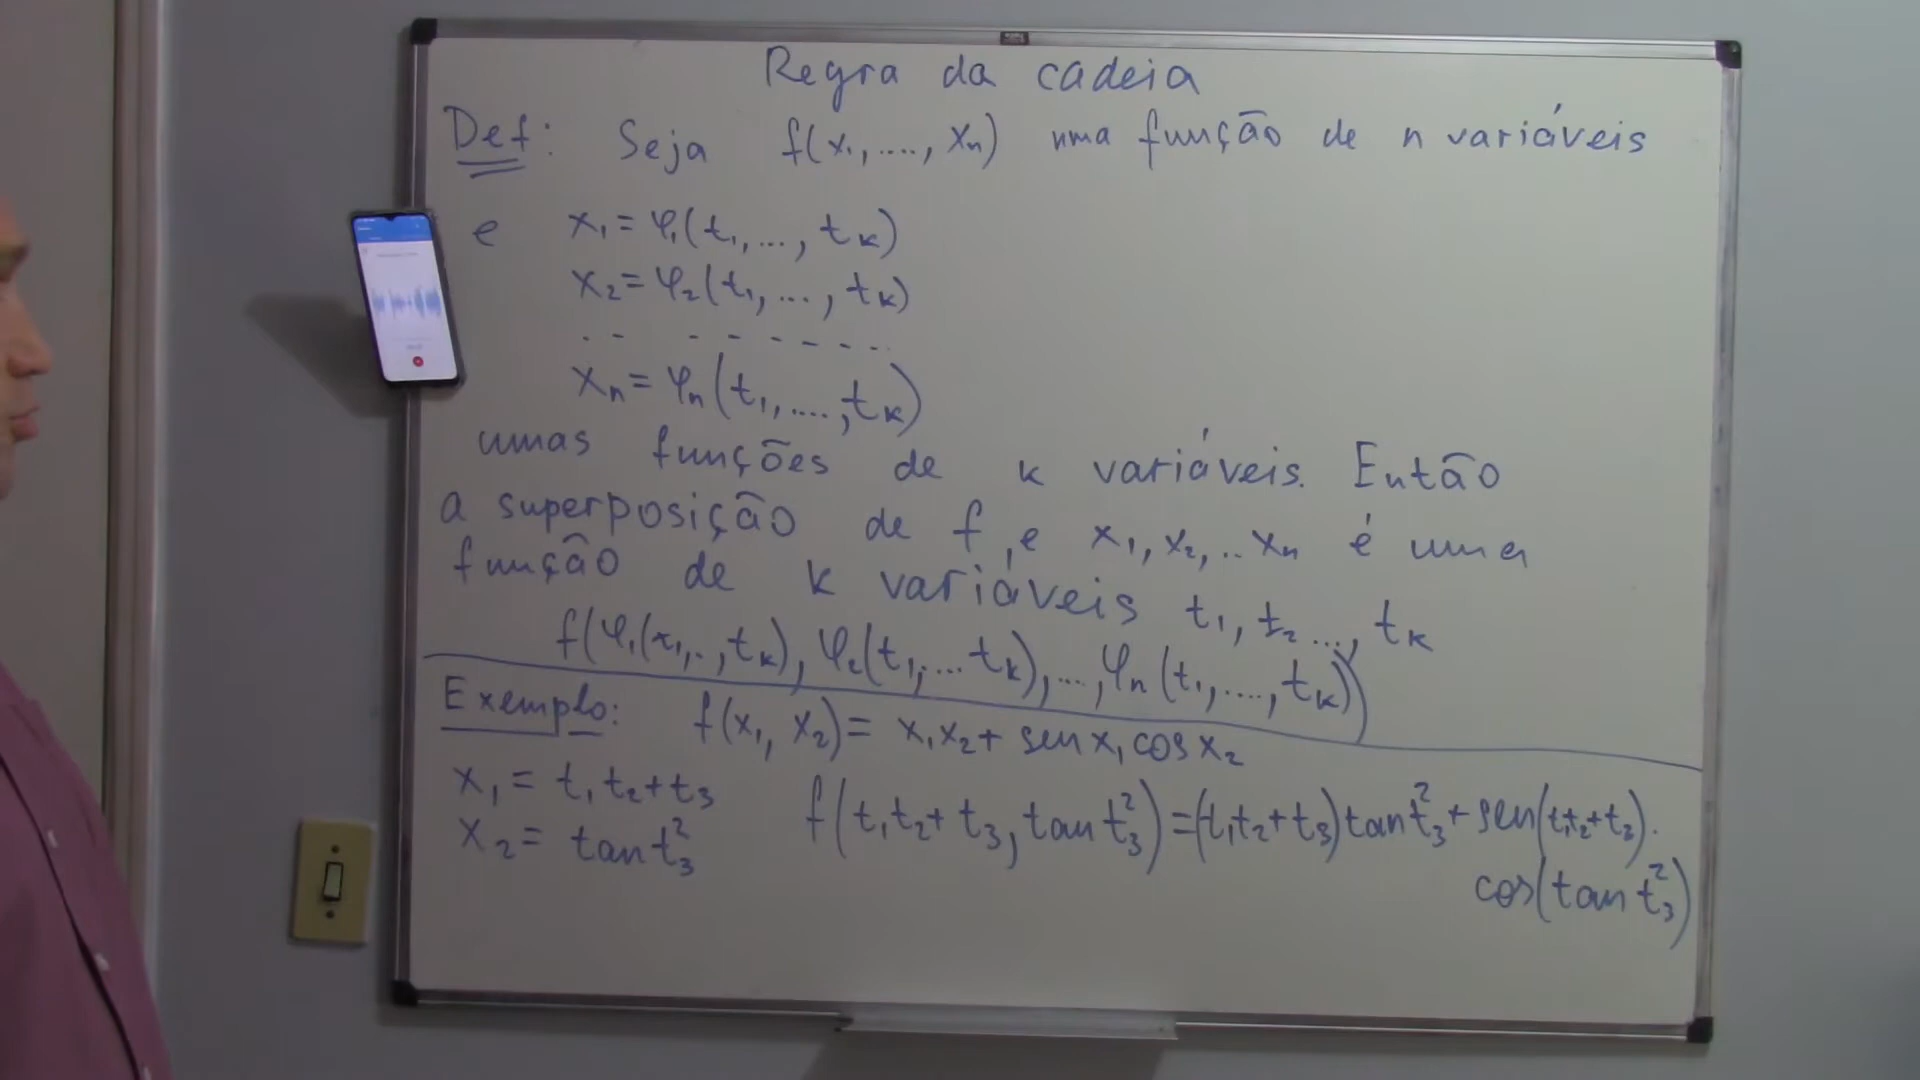 Regra da cadeia
Def: Seja f(x₁, ...., xₙ) uma função de n variáveis
e x₁ = φ₁(t₁, ..., tₖ)
x₂ = φ₂(t₁, ..., tₖ)
.. - - - - - - .
xₙ = φₙ(t₁, ...., tₖ)
umas funções de k variáveis. Então
a superposição de f, e x₁, x₂, .. xₙ é uma
função de k variáveis t₁, t₂ ..., tₖ
f(φ₁(t₁, .., tₖ), φ₂(t₁, ... tₖ), ..., φₙ(t₁, ...., tₖ))
Exemplo: f(x₁, x₂) = x₁x₂ + sen x₁ cos x₂
x₁ = t₁t₂ + t₃
x₂ = tan t₃²
f(t₁t₂ + t₃, tan t₃²) = (t₁t₂ + t₃) tan t₃² + sen(t₁t₂ + t₃).
cos(tan t₃²)